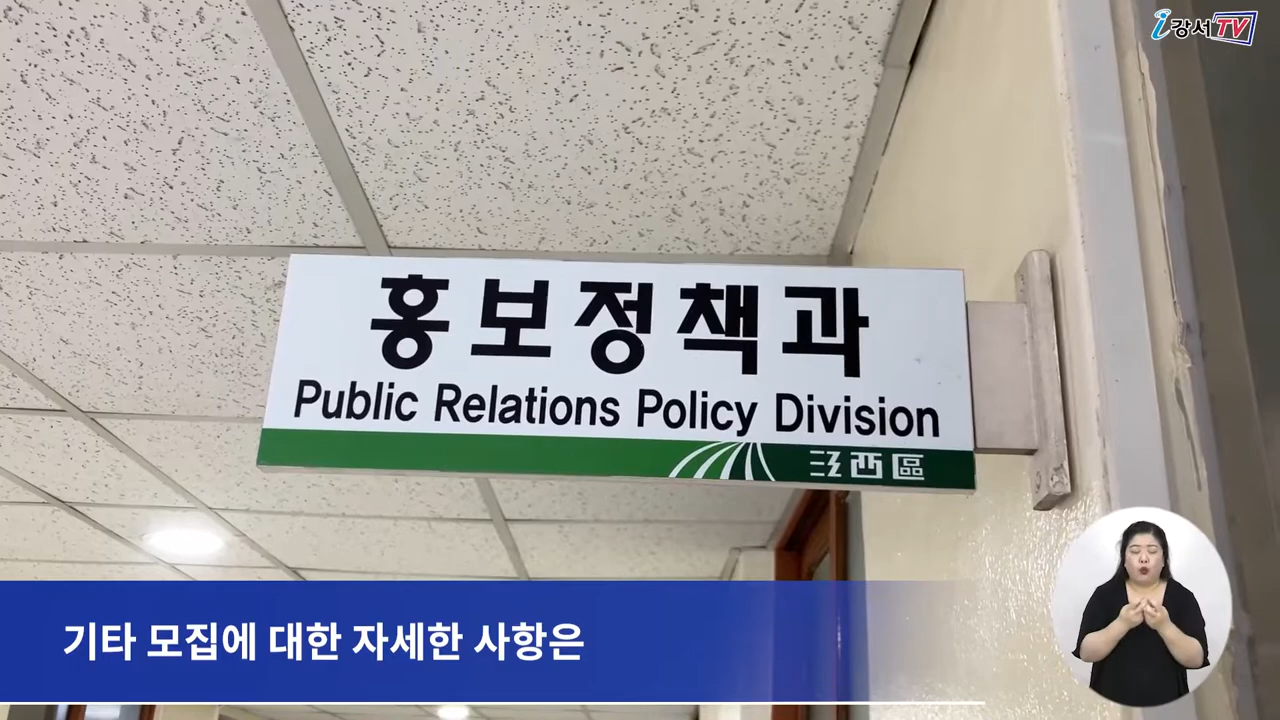 i강서TV
홍보정책과
Public Relations Policy Division
江西區
기타 모집에 대한 자세한 사항은